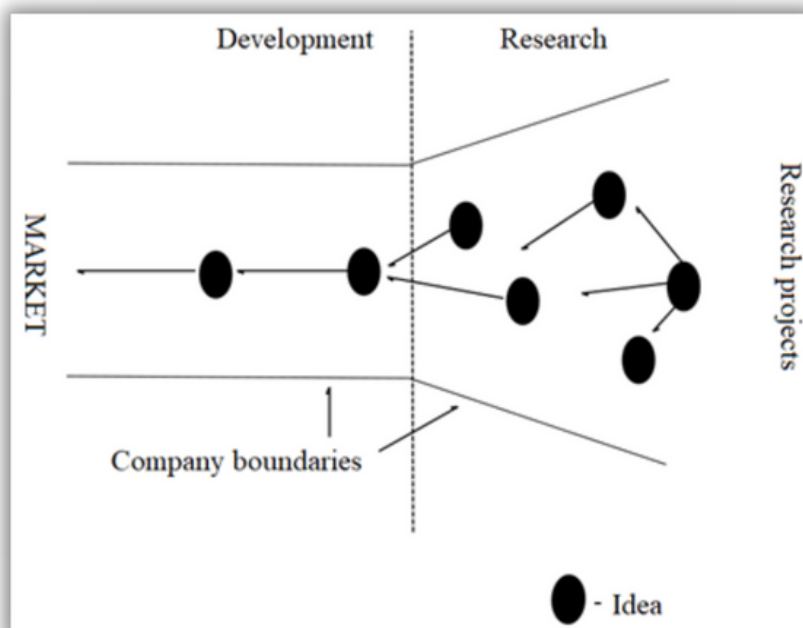 Development
Research
MARKET
Research projects
Company boundaries
- Idea